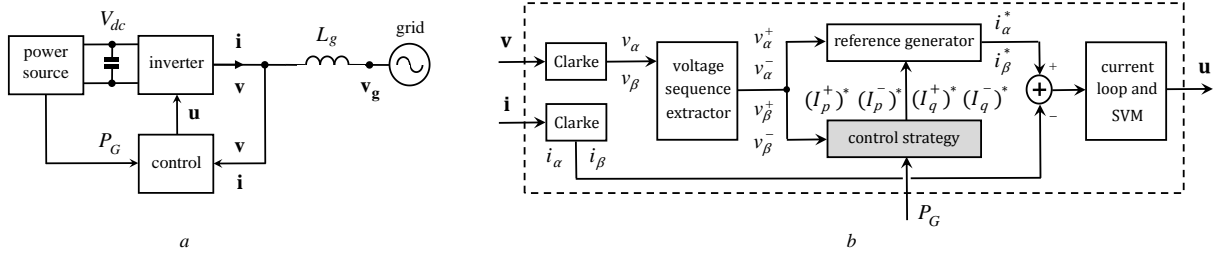 V_dc
power
source
inverter
i
v
L_g
v_g
grid
u
P_G
control
v
i
a
v
Clarke
v_α
v_β
i
Clarke
i_α i_β
voltage
sequence
extractor
v_α^+
v_α^-
v_β^+
v_β^-
reference generator
i_α^*
i_β^*
(I_p^+)^* (I_p^-)^* (I_q^+)^* (I_q^-)^*
control strategy
P_G
+
+
−
current
loop and
SVM
u
b